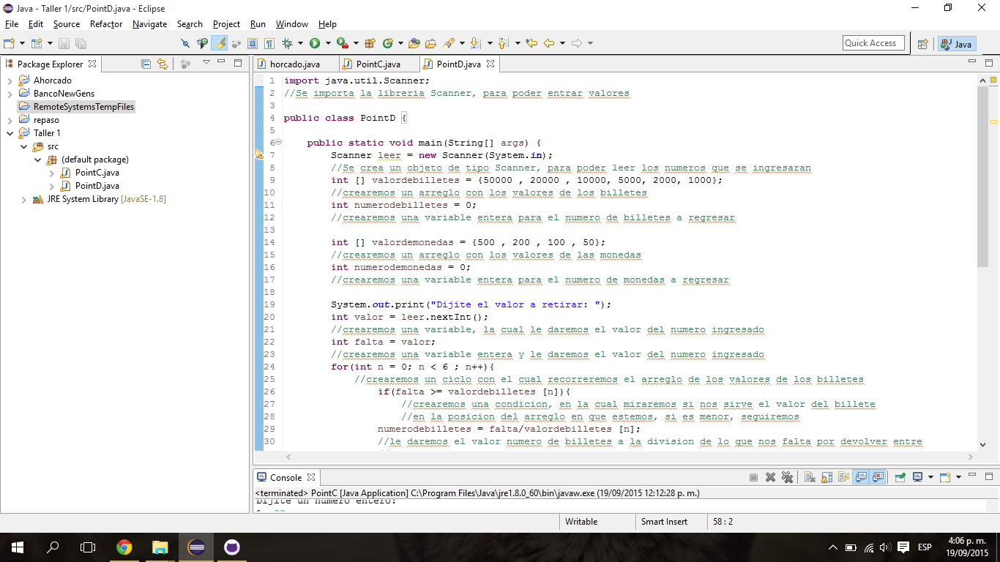 Java - Taller 1/src/PointD.java - Eclipse
File Edit Source Refactor Navigate Search Project Run Window Help
Quick Access
Java
Package Explorer
horcado.java PointC.java PointD.java
Ahorcado
BancoNewGens
RemoteSystemsTempFiles
repaso
Taller 1
src
(default package)
PointC.java
PointD.java
JRE System Library [JavaSE-1.8]
1 import java.util.Scanner;
2 //Se importa la libreria Scanner, para poder entrar valores
3
4 public class PointD {
5
6 public static void main(String[] args) {
7 Scanner leer = new Scanner(System.in);
8 //Se crea un objeto de tipo Scanner, para poder leer los numeros que se ingresaran
9 int [] valordebilletes = {50000 , 20000 , 10000, 5000, 2000, 1000};
10 //crearemos un arreglo con los valores de los billetes
11 int numerodebilletes = 0;
12 //crearemos una variable entera para el numero de billetes a regresar
13
14 int [] valordemonedas = {500 , 200 , 100 , 50};
15 //crearemos un arreglo con los valores de las monedas
16 int numerodemonedas = 0;
17 //crearemos una variable entera para el numero de monedas a regresar
18
19 System.out.print("Dijite el valor a retirar: ");
20 int valor = leer.nextInt();
21 //crearemos una variable, la cual le daremos el valor del numero ingresado
22 int falta = valor;
23 //crearemos una variable entera y le daremos el valor del numero ingresado
24 for(int n = 0; n < 6 ; n++){
25 //crearemos un ciclo con el cual recorreremos el arreglo de los valores de los billetes
26 if(falta >= valordebilletes [n]){
27 //crearemos una condicion, en la cual miraremos si nos sirve el valor del billete
28 //en la posicion del arreglo en que estemos, si es menor, seguiremos
29 numerodebilletes = falta/valordebilletes [n];
30 //le daremos el valor numero de billetes a la division de lo que nos falta por devolver entre
Console
<terminated> PointC [Java Application] C:\Program Files\Java\jre1.8.0_60\bin\javaw.exe (19/09/2015 12:12:28 p. m.)
Dijite un numero entero:
Writable Smart Insert 58 : 2
ESP
4:06 p. m.
19/09/2015